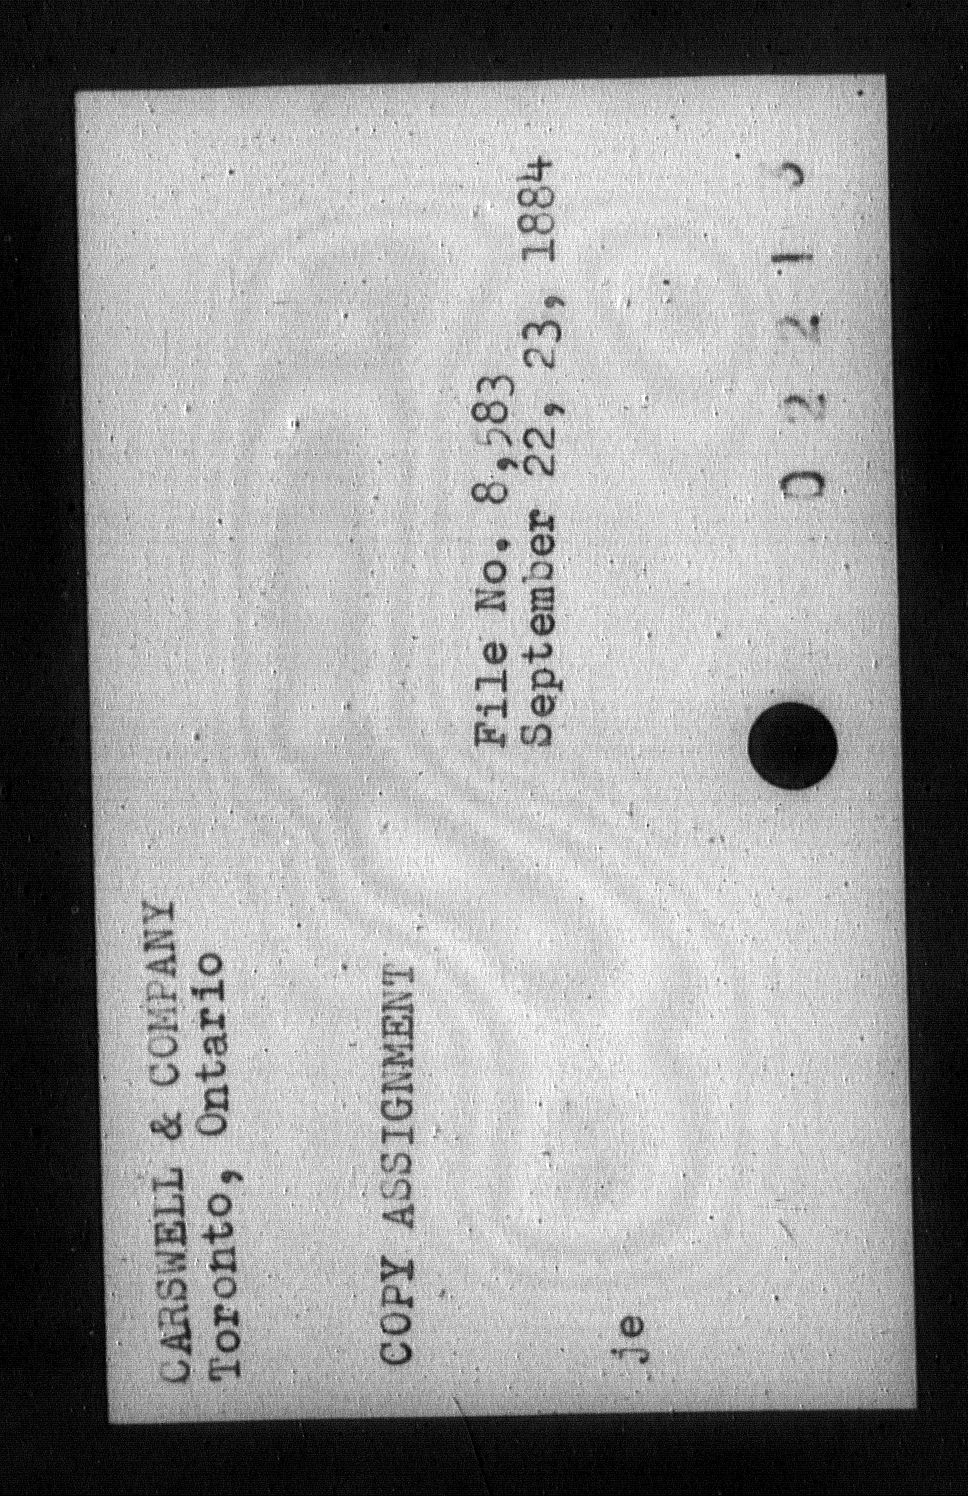 CARSWELL & COMPANY
Toronto, Ontario
COPY ASSIGNMENT
File No. 8,583
September 22, 23, 1884
je